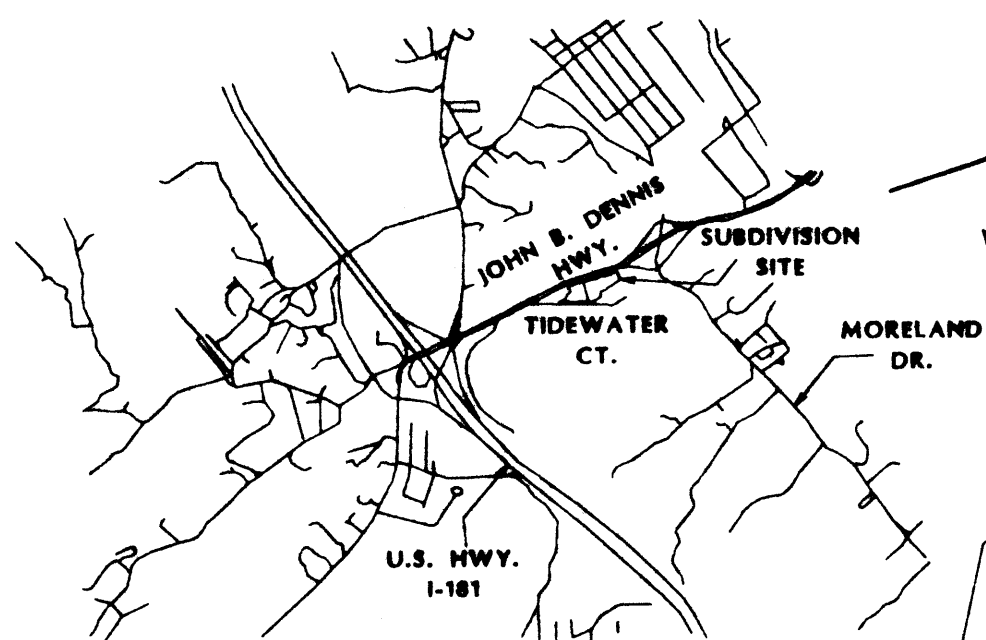 JOHN B. DENNIS
HWY.
SUBDIVISION
SITE
TIDEWATER
CT.
MORELAND
DR.
U.S. HWY.
I-181